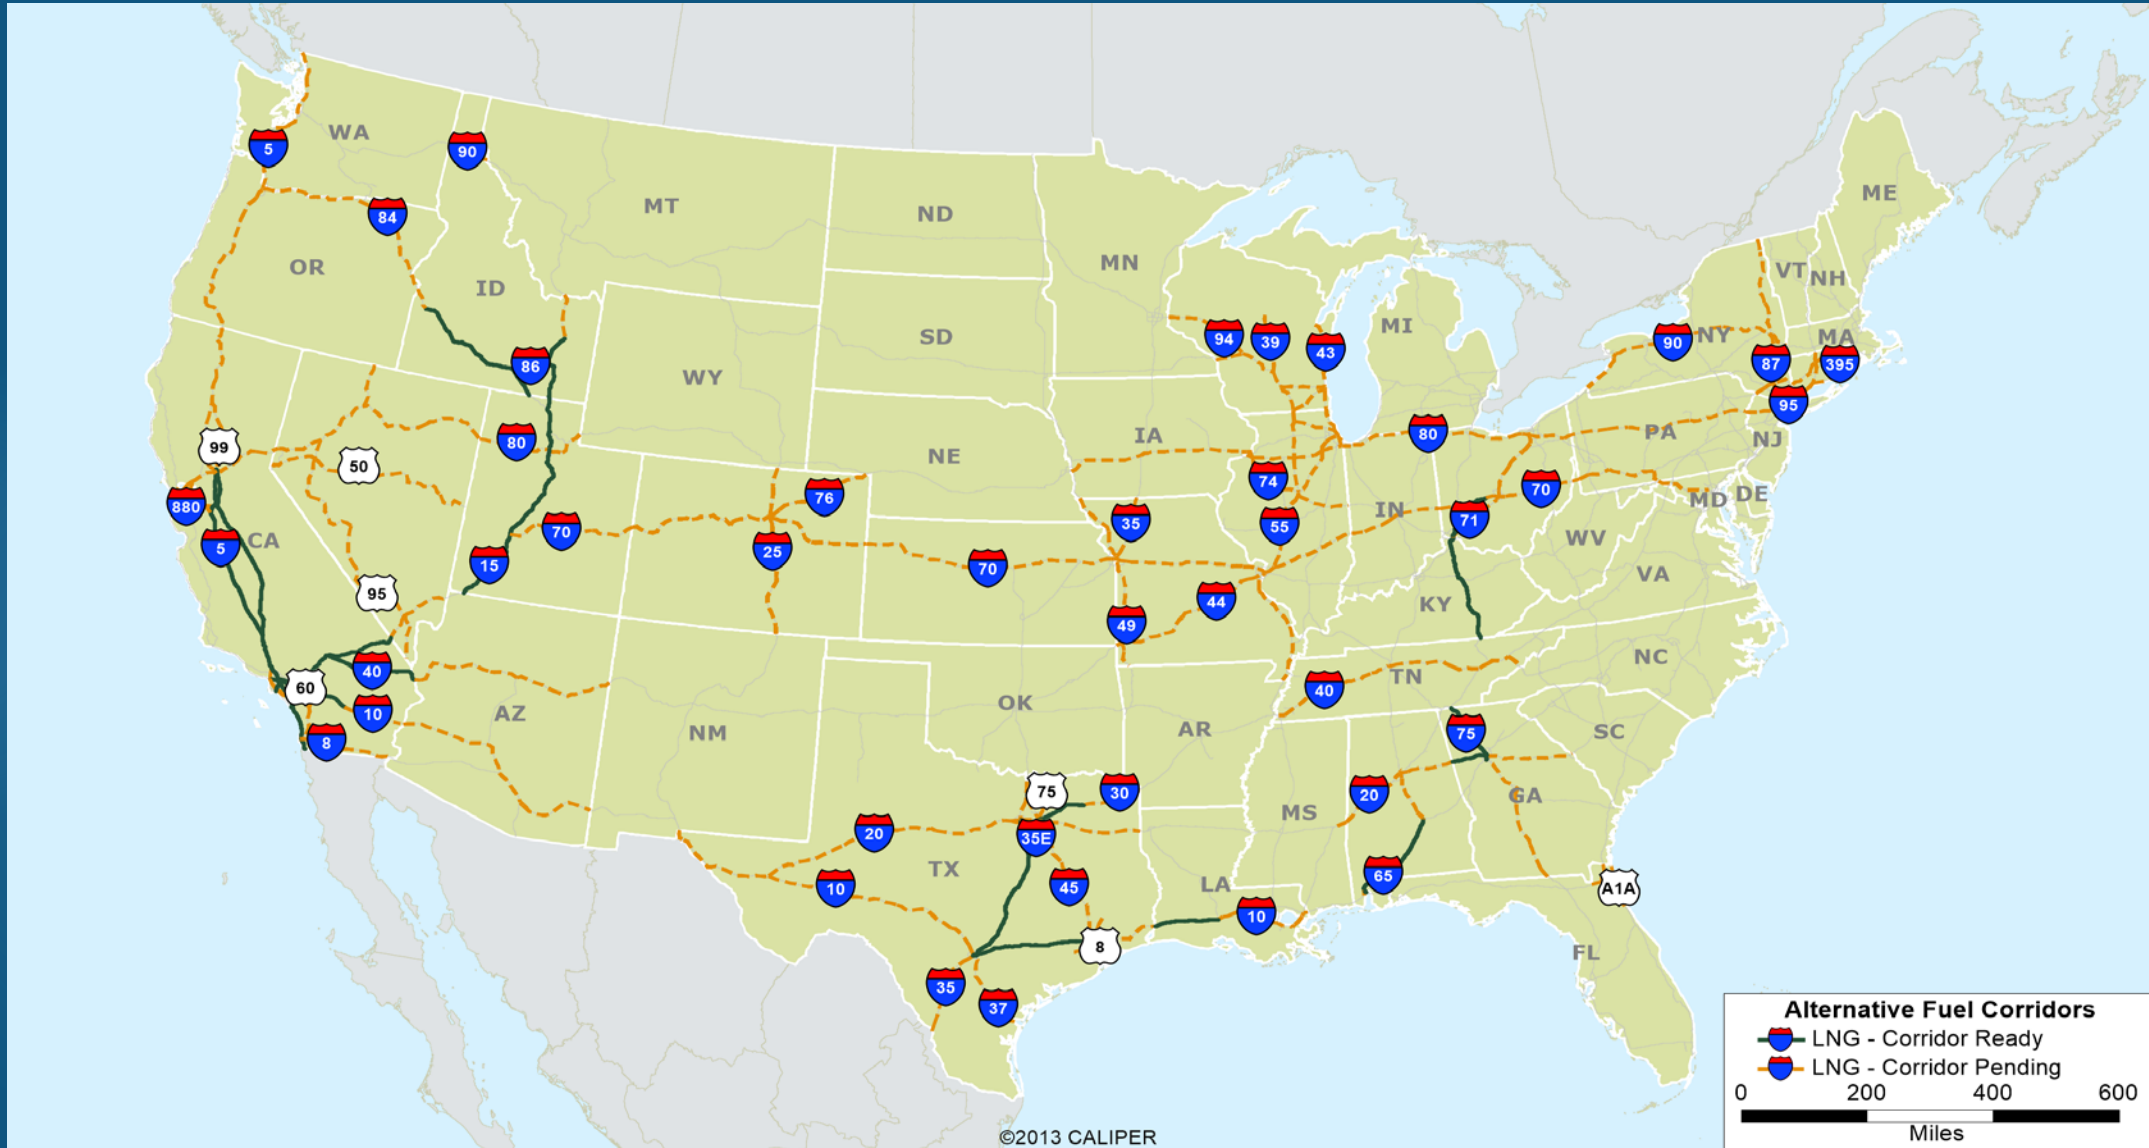 WA
5
90
84
MT
ND
ME
OR
ID
MN
VT
NH
SD
MI
94
39
43
90
NY
MA
87
395
86
WY
95
99
80
50
IA
80
PA
NJ
NE
76
74
70
MD
DE
880
35
55
IN
71
5
CA
70
25
WV
15
70
VA
95
44
KY
49
NC
40
60
40
TN
10
AZ
OK
NM
AR
75
SC
8
75
30
20
GA
MS
20
35E
TX
10
45
LA
65
A1A
10
8
FL
35
37
Alternative Fuel Corridors
LNG - Corridor Ready
LNG - Corridor Pending
0 200 400 600
Miles
©2013 CALIPER